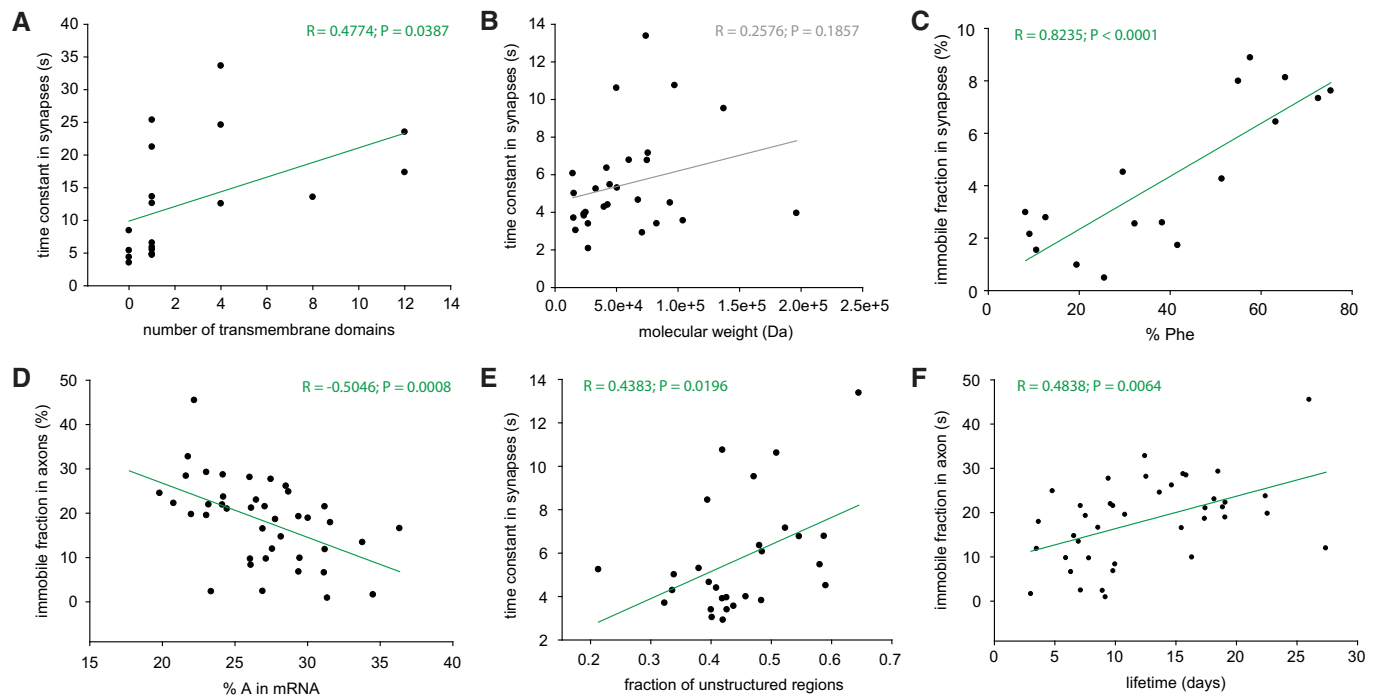 A
R = 0.4774; P = 0.0387
time constant in synapses (s)
40
35
30
25
20
15
10
5
0
0 2 4 6 8 10 12 14
number of transmembrane domains
B
R = 0.2576; P = 0.1857
time constant in synapses (s)
14
12
10
8
6
4
2
0
0.0 5.0e+4 1.0e+5 1.5e+5 2.0e+5 2.5e+5
molecular weight (Da)
C
R = 0.8235; P < 0.0001
immobile fraction in synapses (%)
10
8
6
4
2
0
0 20 40 60 80
% Phe
D
R = -0.5046; P = 0.0008
immobile fraction in axons (%)
50
40
30
20
10
0
15 20 25 30 35 40
% A in mRNA
E
R = 0.4383; P = 0.0196
time constant in synapses (s)
14
12
10
8
6
4
2
0.2 0.3 0.4 0.5 0.6 0.7
fraction of unstructured regions
F
R = 0.4838; P = 0.0064
immobile fraction in axon (s)
50
40
30
20
10
0
0 5 10 15 20 25 30
lifetime (days)